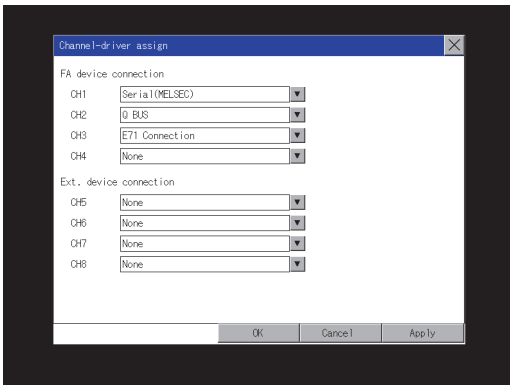 Channel-driver assign
FA device connection
CH1 Serial(MELSEC)
CH2 Q BUS
CH3 E71 Connection
CH4 None
Ext. device connection
CH5 None
CH6 None
CH7 None
CH8 None
OK Cancel Apply